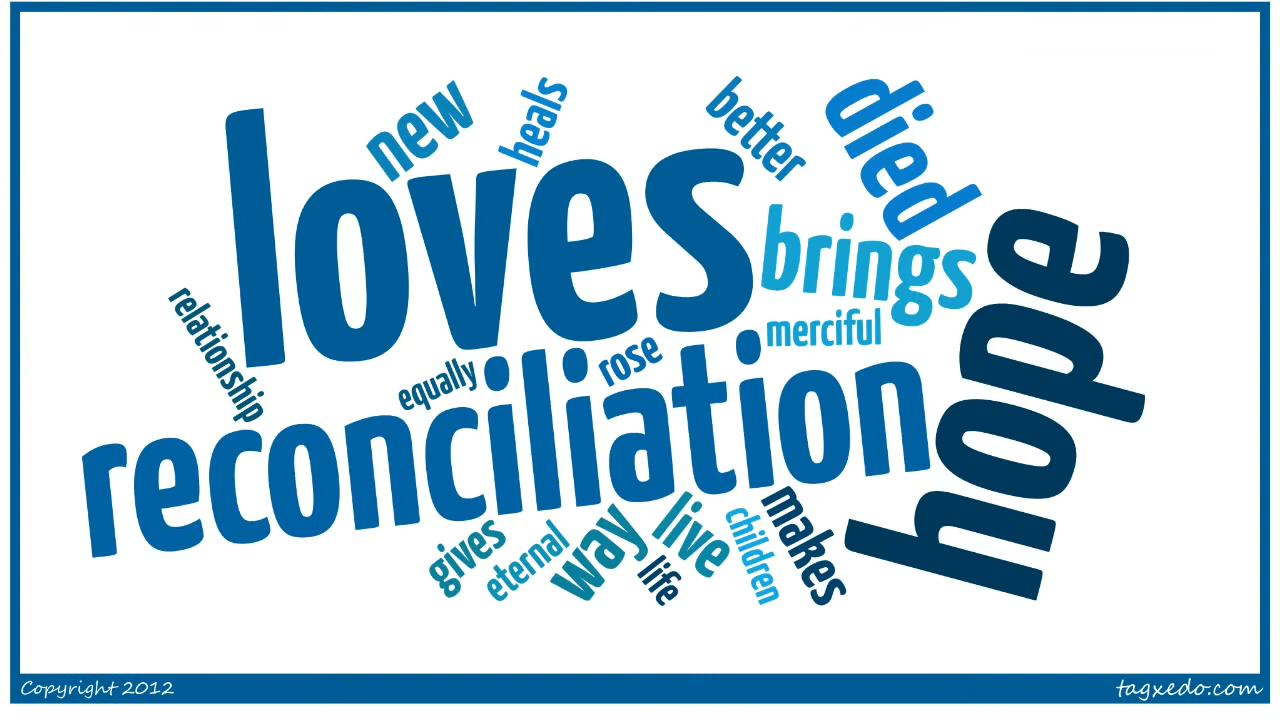 new
heals
better
died
loves
brings
hope
relationship
merciful
equally
rose
reconciliation
gives
eternal
way
live
life
children
makes
Copyright 2012
tagxedo.com